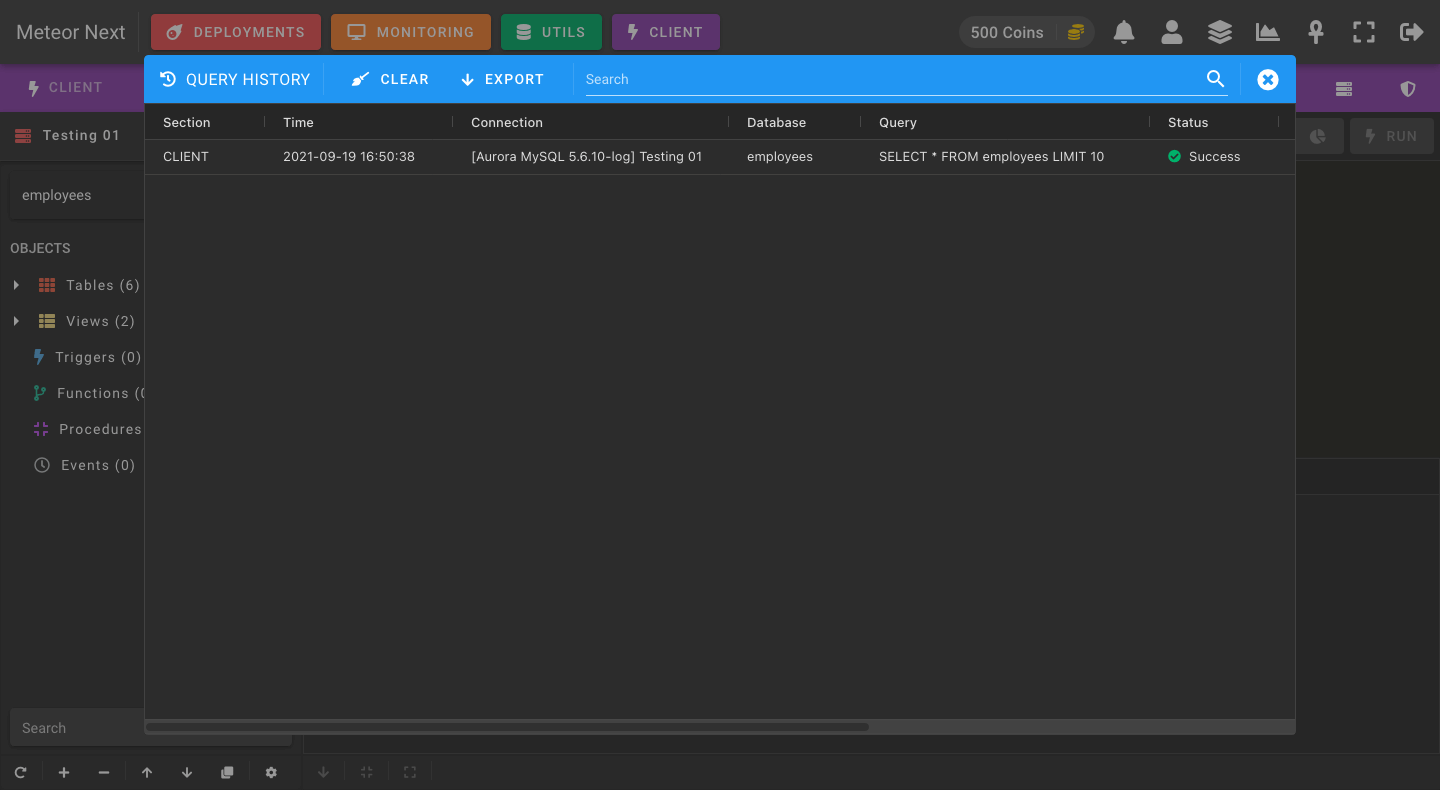 Meteor Next DEPLOYMENTS MONITORING UTILS CLIENT 500 Coins
QUERY HISTORY CLEAR EXPORT Search
CLIENT
Section Time Connection Database Query Status
Testing 01
RUN
CLIENT 2021-09-19 16:50:38 [Aurora MySQL 5.6.10-log] Testing 01 employees SELECT * FROM employees LIMIT 10 Success
employees
OBJECTS
Tables (6)
Views (2)
Triggers (0)
Functions (0
Procedures
Events (0)
Search